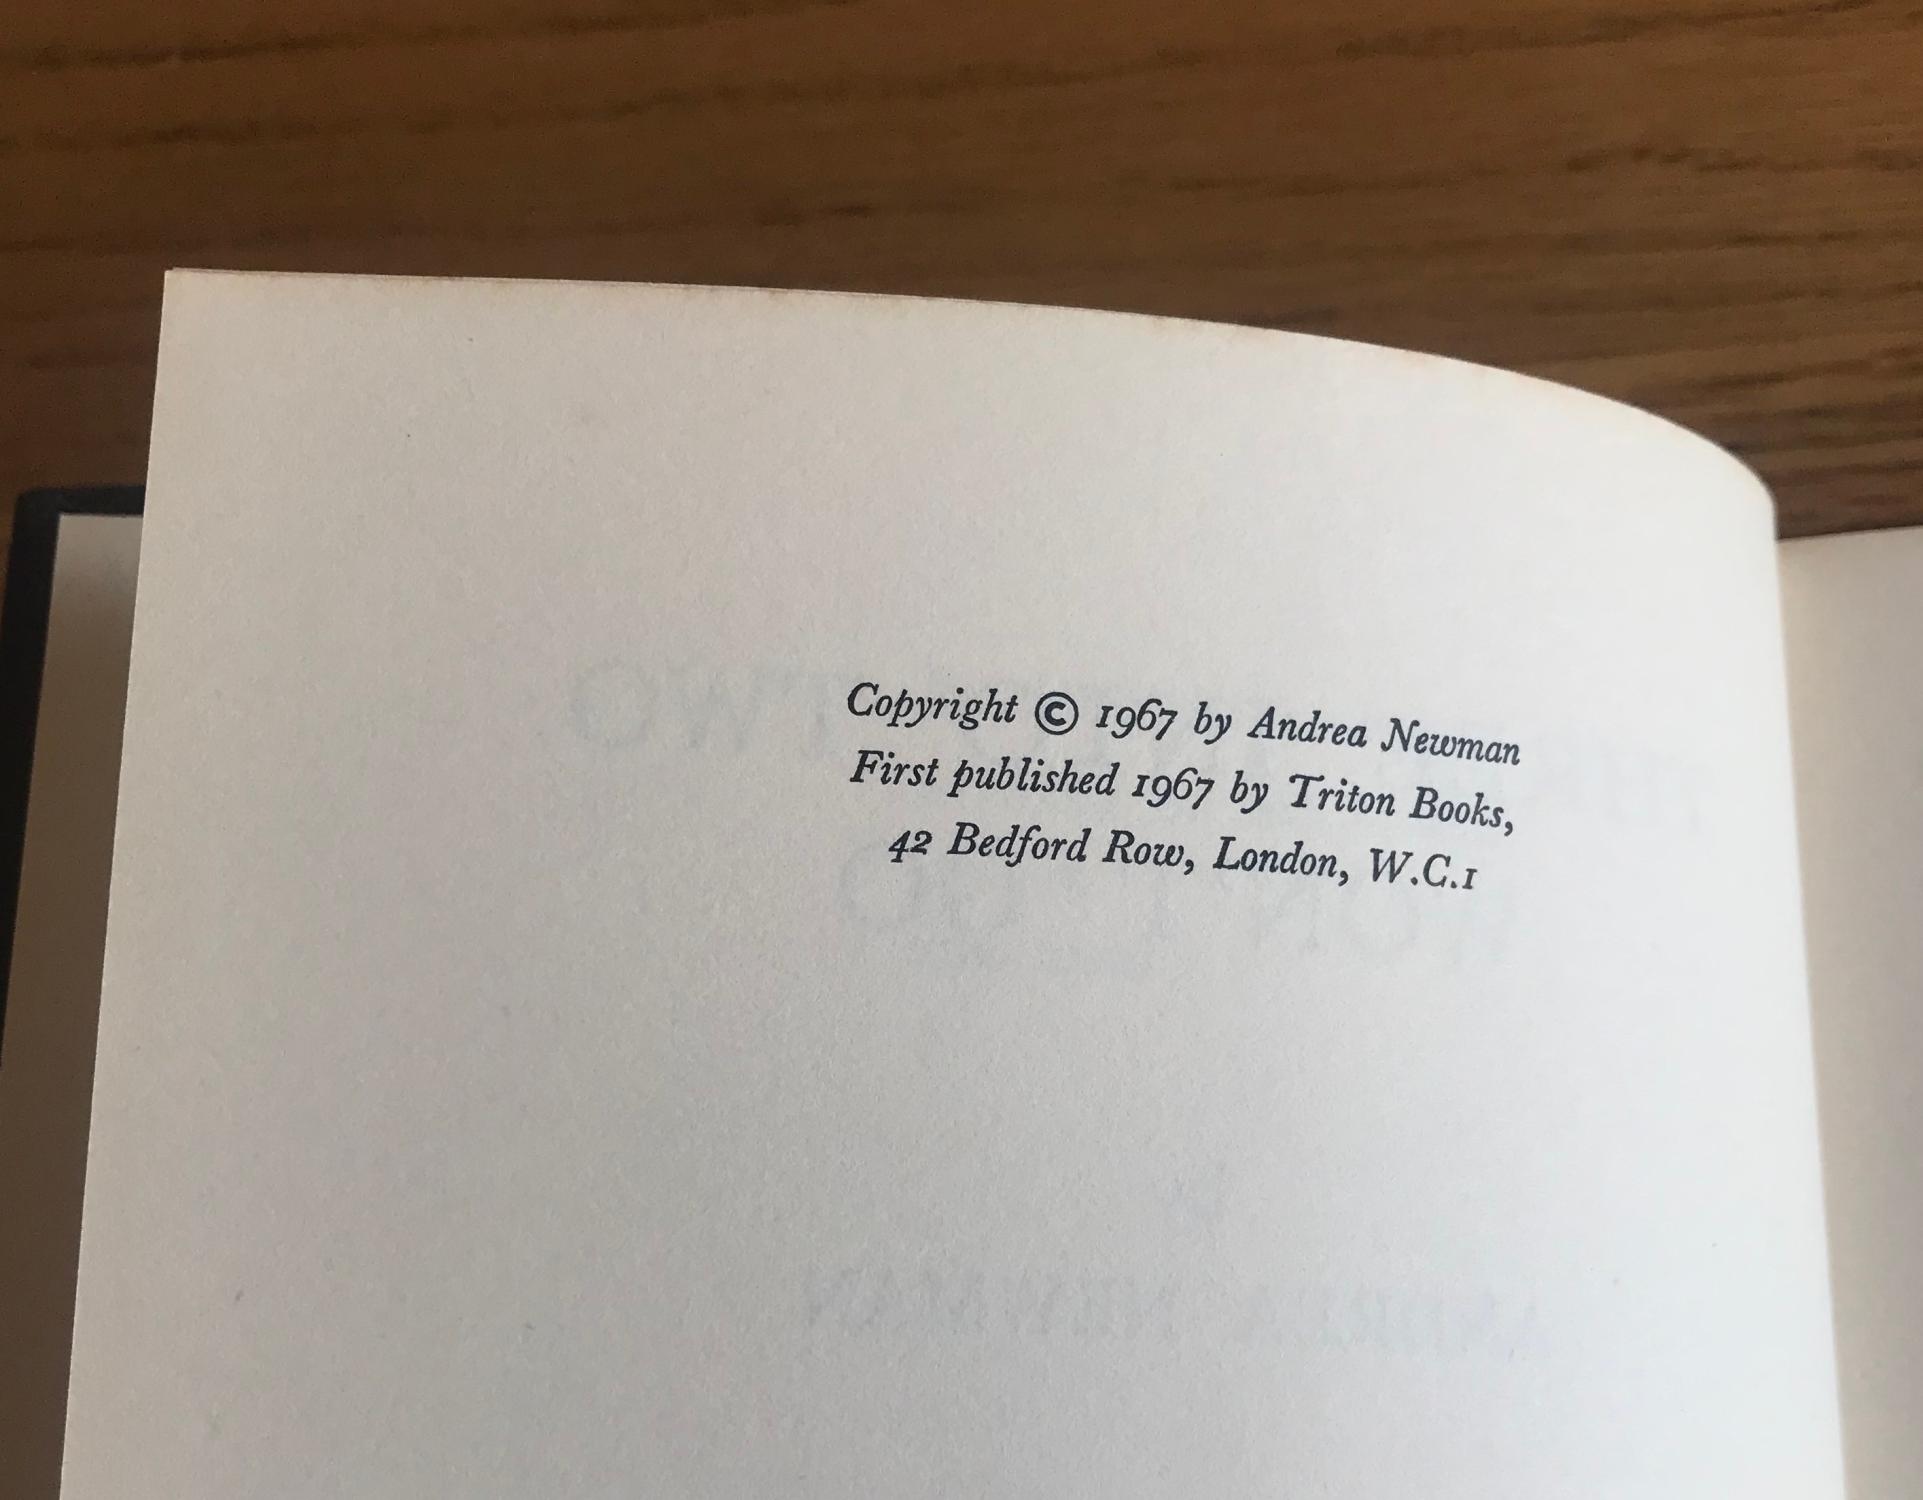 Copyright © 1967 by Andrea Newman
First published 1967 by Triton Books,
42 Bedford Row, London, W.C.1